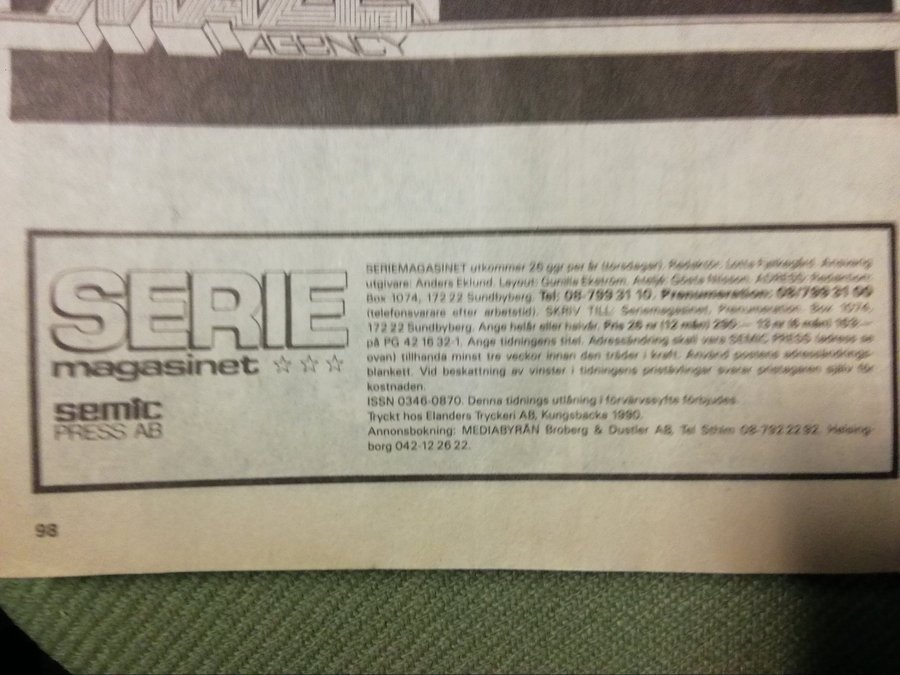 AGENCY
SERIE
magasinet
semic
PRESS AB
SERIEMAGASINET utkommer 26 ggr per år (torsdagar). Redaktör: Lotta Ansvarig
utgivare: Anders Eklund. Layout: Gunilla Ekström. Ateljé: Gösta Nilsson. ADRESS: Redaktion:
Box 1074, 172 22 Sundbyberg. Tel: 08-799 31 10. Prenumeration: 08/799 31 00
(telefonsvarare efter arbetstid). SKRIV TILL: Seriemagasinet, Prenumeration, Box 1074,
172 22 Sundbyberg. Ange helår eller halvår. Pris 26 nr (12 mån) 13 nr (6 mån)
på PG 42 16 32-1. Ange tidningens titel. Adressändring skall vara SEMIC PRESS (adress se
ovan) tillhanda minst tre veckor innan den träder i kraft. Använd postens adressändrings-
blankett. Vid beskattning av vinster i tidningens pristävlingar svarar pristagaren själv för
kostnaden.
ISSN 0346-0870. Denna tidnings utlåning i förvärvssyfte förbjudes.
Tryckt hos Elanders Tryckeri AB, Kungsbacka 1990.
Annonsbokning: MEDIABYRÅN Broberg & Dustler AB, Tel Sthlm 08-792 22 92. Helsing-
borg 042-12 26 22.
98